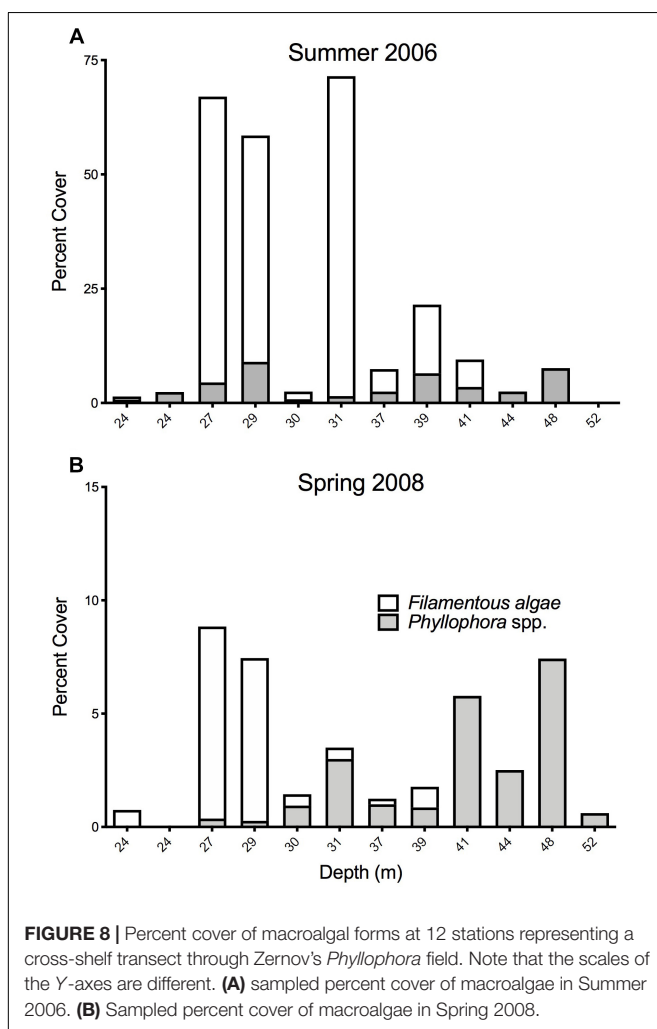 A
Summer 2006
75
50
25
0
Percent Cover
24 24 27 29 30 31 37 39 41 44 48 52
B
Spring 2008
15
10
5
0
Percent Cover
Filamentous algae
Phyllophora spp.
24 24 27 29 30 31 37 39 41 44 48 52
Depth (m)
FIGURE 8 | Percent cover of macroalgal forms at 12 stations representing a
cross-shelf transect through Zernov's Phyllophora field. Note that the scales of
the Y-axes are different. (A) sampled percent cover of macroalgae in Summer
2006. (B) Sampled percent cover of macroalgae in Spring 2008.